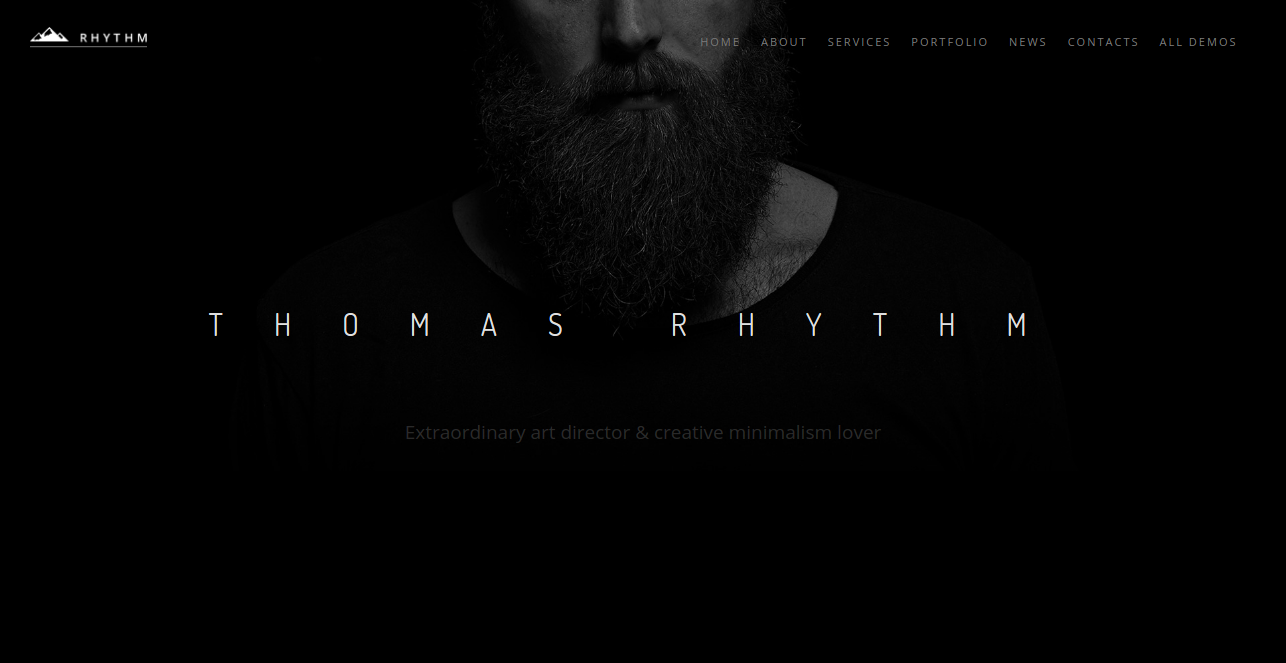 RHYTHM
HOME ABOUT SERVICES PORTFOLIO NEWS CONTACTS ALL DEMOS
THOMAS RHYTHM
Extraordinary art director & creative minimalism lover